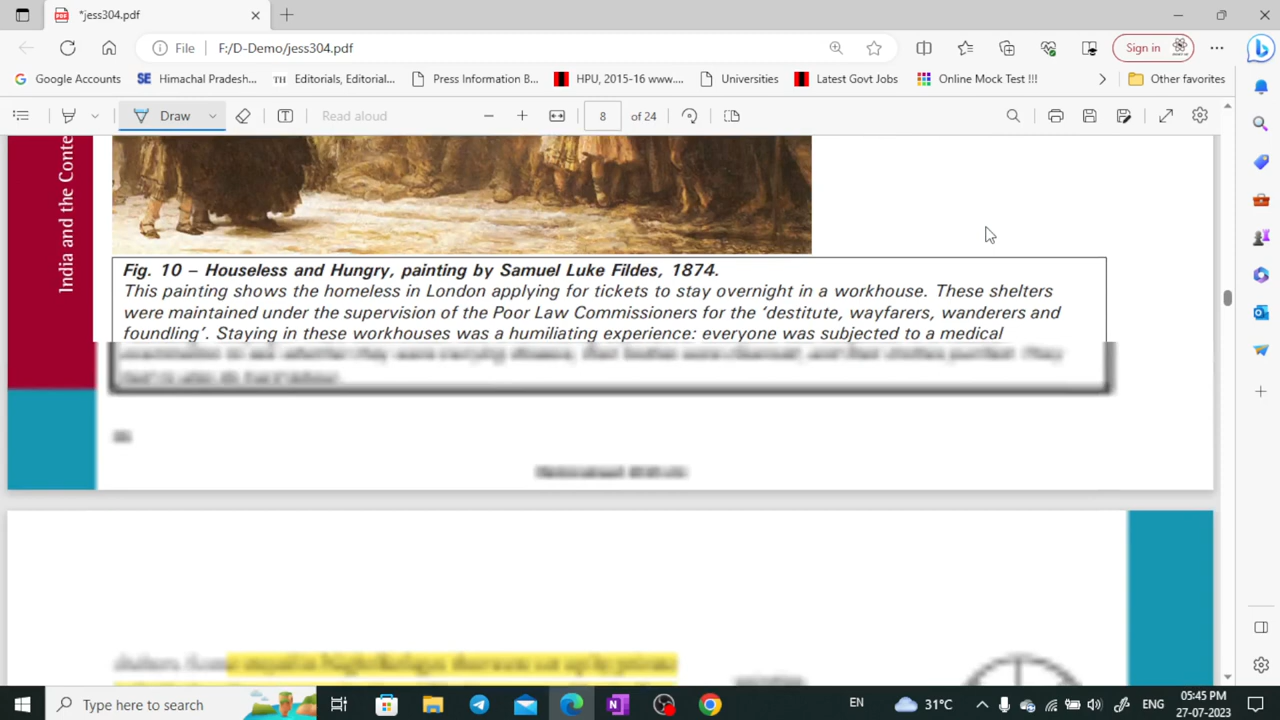 *jess304.pdf
File
F:/D-Demo/jess304.pdf
Sign in
Google Accounts
SE Himachal Pradesh...
TH Editorials, Editorial...
Press Information B...
HPU, 2015-16 www....
Universities
Latest Govt Jobs
Online Mock Test !!!
Other favorites
Draw
Read aloud
8 of 24
India and the Conte
Fig. 10 – Houseless and Hungry, painting by Samuel Luke Fildes, 1874.
This painting shows the homeless in London applying for tickets to stay overnight in a workhouse. These shelters
were maintained under the supervision of the Poor Law Commissioners for the ‘destitute, wayfarers, wanderers and
foundling’. Staying in these workhouses was a humiliating experience: everyone was subjected to a medical
Type here to search
EN
31°C
ENG
05:45 PM
27-07-2023